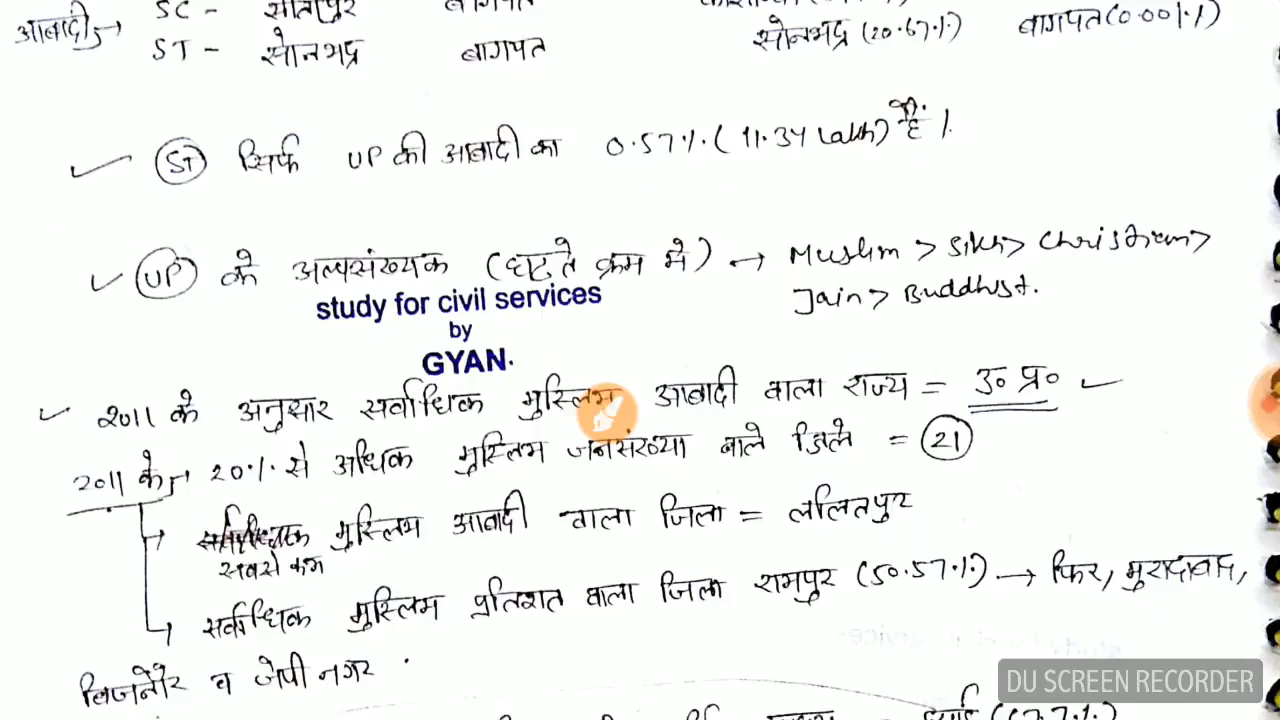 आबादी → SC - सीतापुर बागपत
ST - सोनभद्र बागपत सोनभद्र (20.67%) बागपत (0.001%)
ST सिर्फ UP की आबादी का 0.57% (11.34 Lakh) ही है।
UP के अल्पसंख्यक (घटते क्रम में) → Muslim > Sikh > Christian >
Jain > Buddhist.
study for civil services
by
GYAN.
2011 के अनुसार सर्वाधिक मुस्लिम आबादी वाला राज्य = उ० प्र०
2011 के → 20% से अधिक मुस्लिम जनसंख्या वाले जिले = 21
मुस्लिम आबादी वाला जिला = ललितपुर
सबसे कम
सर्वाधिक मुस्लिम प्रतिशत वाला जिला रामपुर (50.57%) → फिर, मुरादाबाद,
बिजनौर व जेपी नगर
DU SCREEN RECORDER